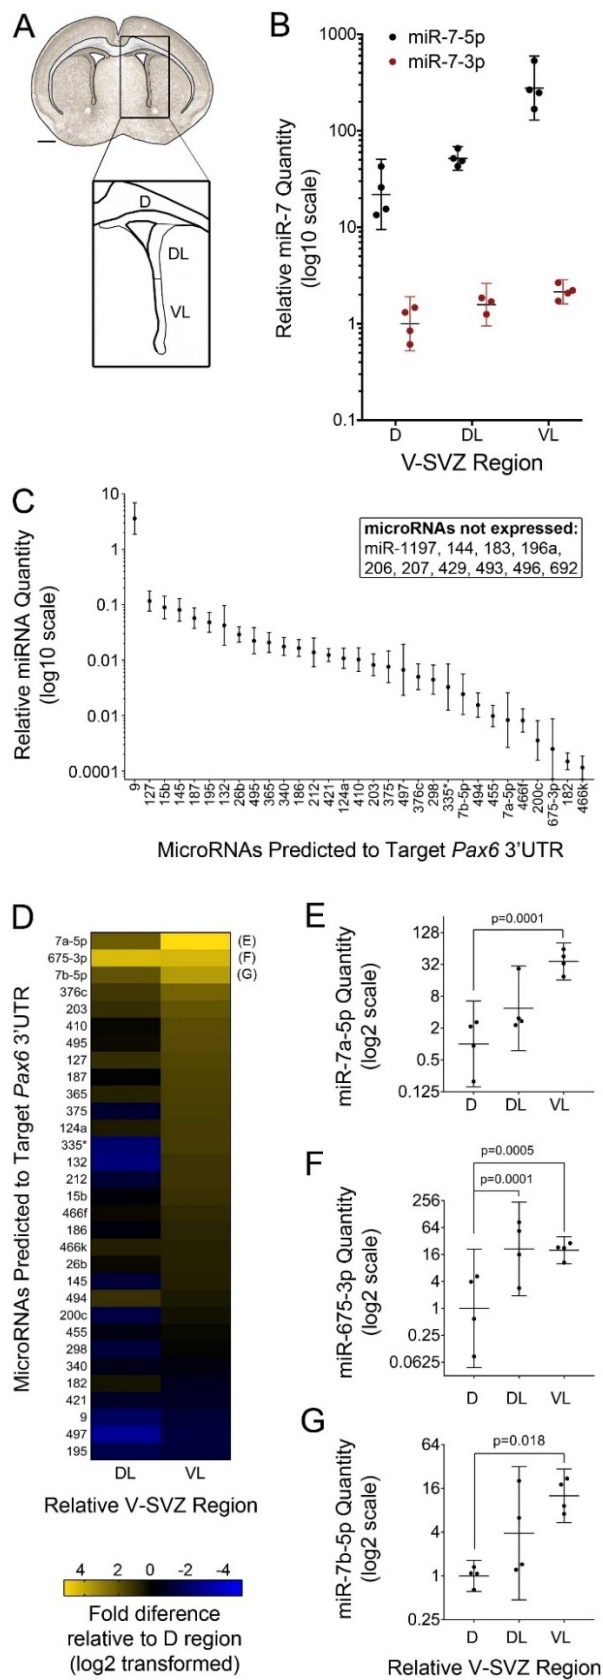 A
D
DL
VL
B
Relative miR-7 Quantity
(log10 scale)
1000
100
10
1
0.1
miR-7-5p
miR-7-3p
D DL VL
V-SVZ Region
C
Relative miRNA Quantity
(log10 scale)
10
1
0.1
0.01
0.001
0.0001
microRNAs not expressed:
miR-1197, 144, 183, 196a,
206, 207, 429, 493, 496, 692
9 127 15b 145 187 195 132 26b 495 365 340 186 212 421 124a 410 203 375 497 376c 298 335* 7b-5p 494 455 7a-5p 466f 200c 675-3p 182 466k
MicroRNAs Predicted to Target Pax6 3'UTR
D
MicroRNAs Predicted to Target Pax6 3'UTR
7a-5p (E)
675-3p (F)
7b-5p (G)
376c
203
410
495
127
187
365
375
124a
335*
132
212
15b
466f
186
466k
26b
145
494
200c
455
298
340
182
421
9
497
195
DL VL
Relative V-SVZ Region
4 2 0 -2 -4
Fold diference
relative to D region
(log2 transformed)
E
miR-7a-5p Quantity
(log2 scale)
128
32
8
2
0.5
0.125
p=0.0001
D DL VL
F
miR-675-3p Quantity
(log2 scale)
256
64
16
4
1
0.25
0.0625
p=0.0005
p=0.0001
D DL VL
G
miR-7b-5p Quantity
(log2 scale)
64
16
4
1
0.25
p=0.018
D DL VL
Relative V-SVZ Region